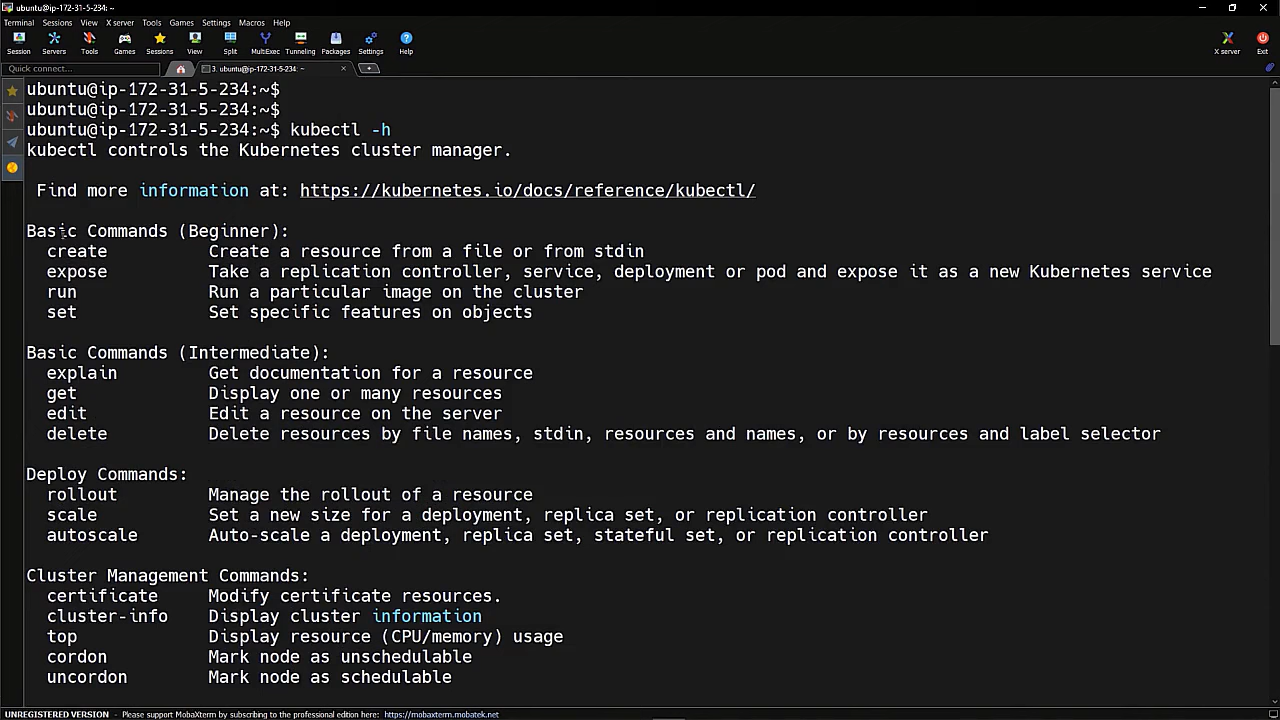 ubuntu@ip-172-31-5-234: ~
Terminal Sessions View X server Tools Games Settings Macros Help
Session Servers Tools Games Sessions View Split MultiExec Tunneling Packages Settings Help X server Exit
Quick connect... 3. ubuntu@ip-172-31-5-234: ~
ubuntu@ip-172-31-5-234:~$
ubuntu@ip-172-31-5-234:~$
ubuntu@ip-172-31-5-234:~$ kubectl -h
kubectl controls the Kubernetes cluster manager.
Find more information at: https://kubernetes.io/docs/reference/kubectl/
Basic Commands (Beginner):
create Create a resource from a file or from stdin
expose Take a replication controller, service, deployment or pod and expose it as a new Kubernetes service
run Run a particular image on the cluster
set Set specific features on objects
Basic Commands (Intermediate):
explain Get documentation for a resource
get Display one or many resources
edit Edit a resource on the server
delete Delete resources by file names, stdin, resources and names, or by resources and label selector
Deploy Commands:
rollout Manage the rollout of a resource
scale Set a new size for a deployment, replica set, or replication controller
autoscale Auto-scale a deployment, replica set, stateful set, or replication controller
Cluster Management Commands:
certificate Modify certificate resources.
cluster-info Display cluster information
top Display resource (CPU/memory) usage
cordon Mark node as unschedulable
uncordon Mark node as schedulable
UNREGISTERED VERSION - Please support MobaXterm by subscribing to the professional edition here: https://mobaxterm.mobatek.net